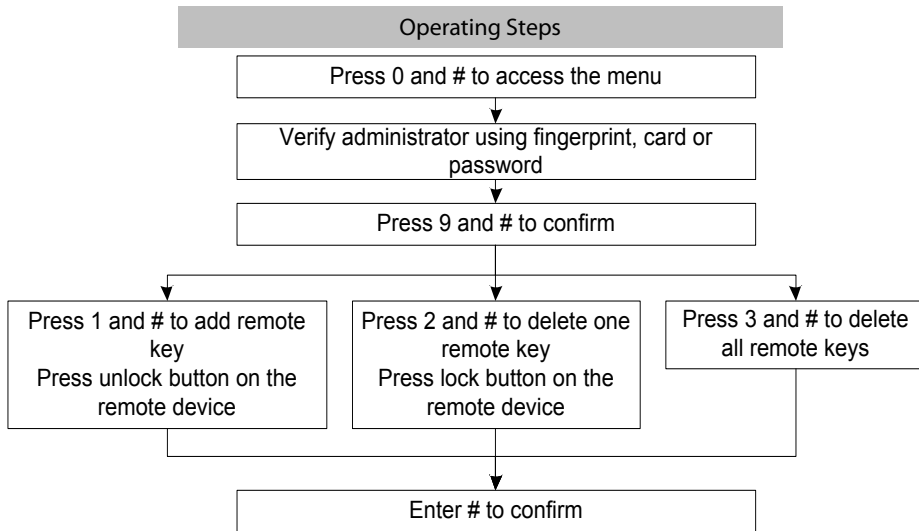 Operating Steps
Press 0 and # to access the menu
Verify administrator using fingerprint, card or
password
Press 9 and # to confirm
Press 1 and # to add remote
key
Press unlock button on the
remote device
Press 2 and # to delete one
remote key
Press lock button on the
remote device
Press 3 and # to delete
all remote keys
Enter # to confirm